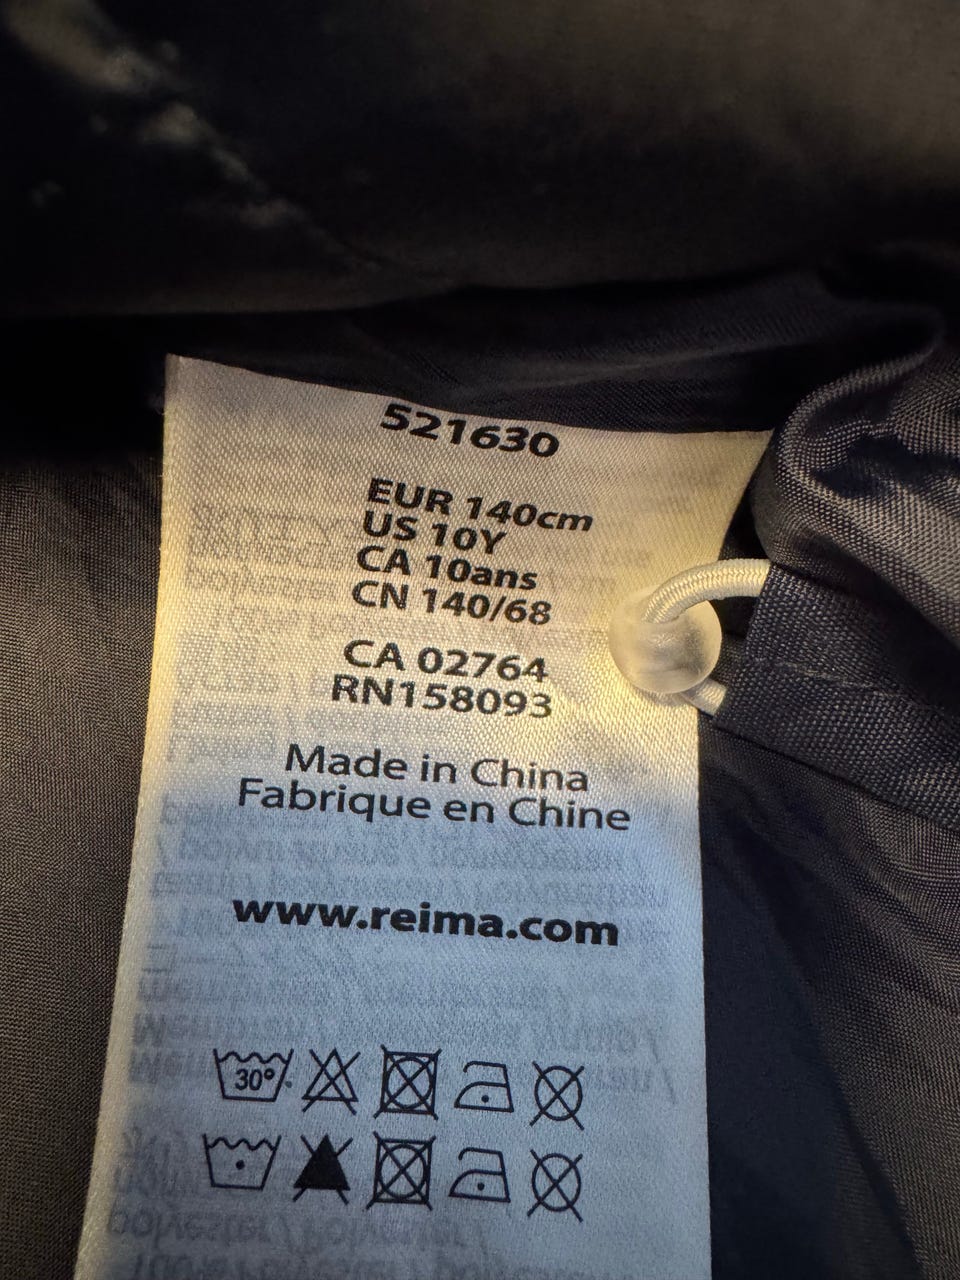 521630
EUR 140cm
US 10Y
CA 10ans
CN 140/68
CA 02764
RN158093
Made in China
Fabrique en Chine
www.reima.com
30°